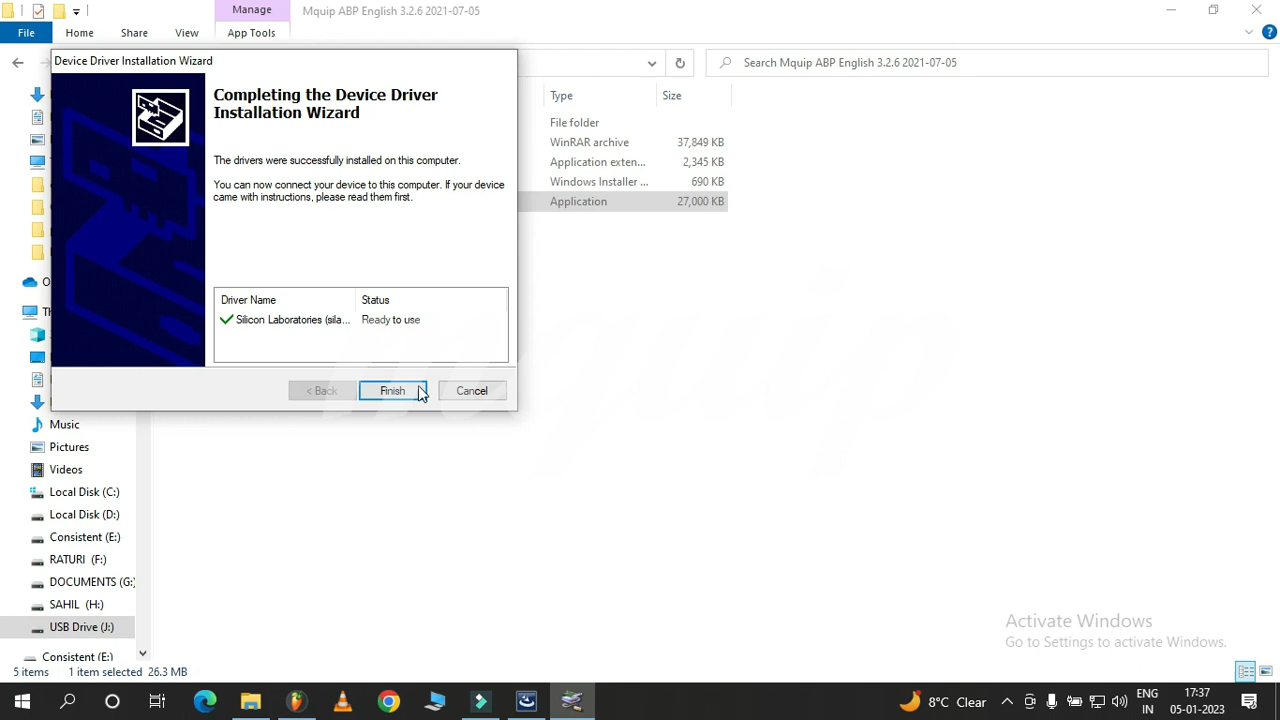 Manage
Mquip ABP English 3.2.6 2021-07-05
File
Home
Share
View
App Tools
Search Mquip ABP English 3.2.6 2021-07-05
Device Driver Installation Wizard
Completing the Device Driver
Installation Wizard
The drivers were successfully installed on this computer.
You can now connect your device to this computer. If your device
came with instructions, please read them first.
Driver Name
Status
Silicon Laboratories (sila...
Ready to use
< Back
Finish
Cancel
Type
Size
File folder
WinRAR archive
37,849 KB
Application exten...
2,345 KB
Windows Installer ...
690 KB
Application
27,000 KB
Music
Pictures
Videos
Local Disk (C:)
Local Disk (D:)
Consistent (E:)
RATURI (F:)
DOCUMENTS (G:)
SAHIL (H:)
USB Drive (J:)
Consistent (E:)
5 items
1 item selected 26.3 MB
mquip
Activate Windows
Go to Settings to activate Windows.
8°C Clear
ENG
IN
17:37
05-01-2023